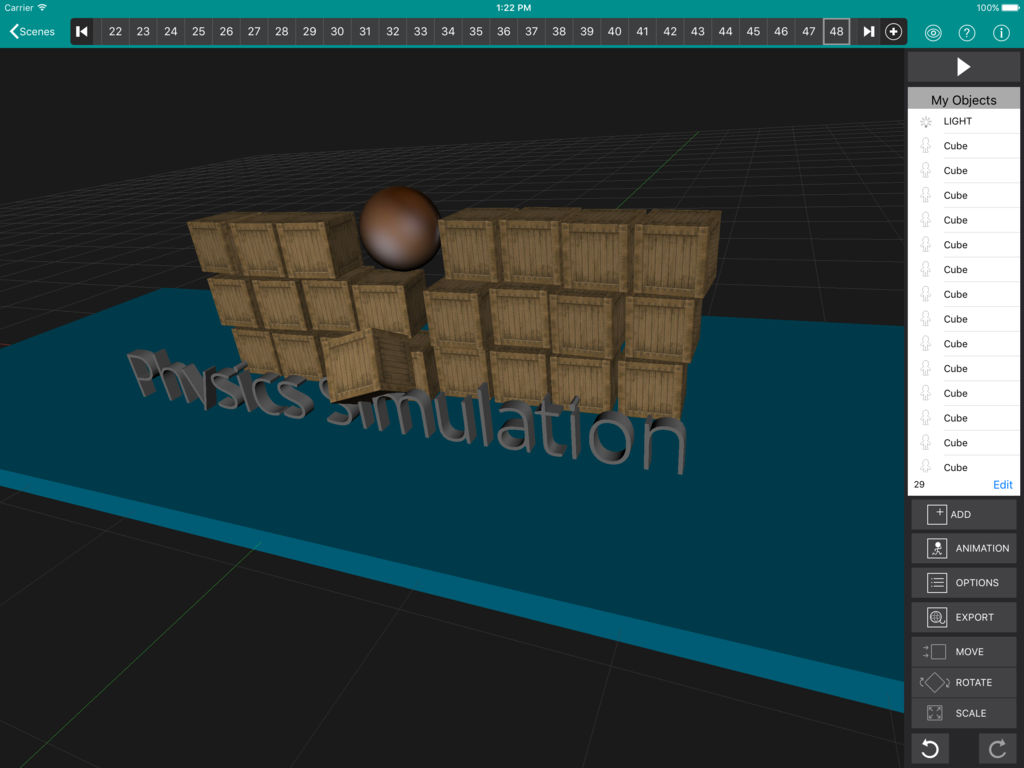 Carrier 1:22 PM 100%
Scenes 22 23 24 25 26 27 28 29 30 31 32 33 34 35 36 37 38 39 40 41 42 43 44 45 46 47 48
My Objects
LIGHT
Cube
Cube
Cube
Cube
Cube
Cube
Cube
Cube
Cube
Cube
Cube
Cube
Cube
Cube
29 Edit
ADD
ANIMATION
OPTIONS
EXPORT
MOVE
ROTATE
SCALE
Physics Simulation